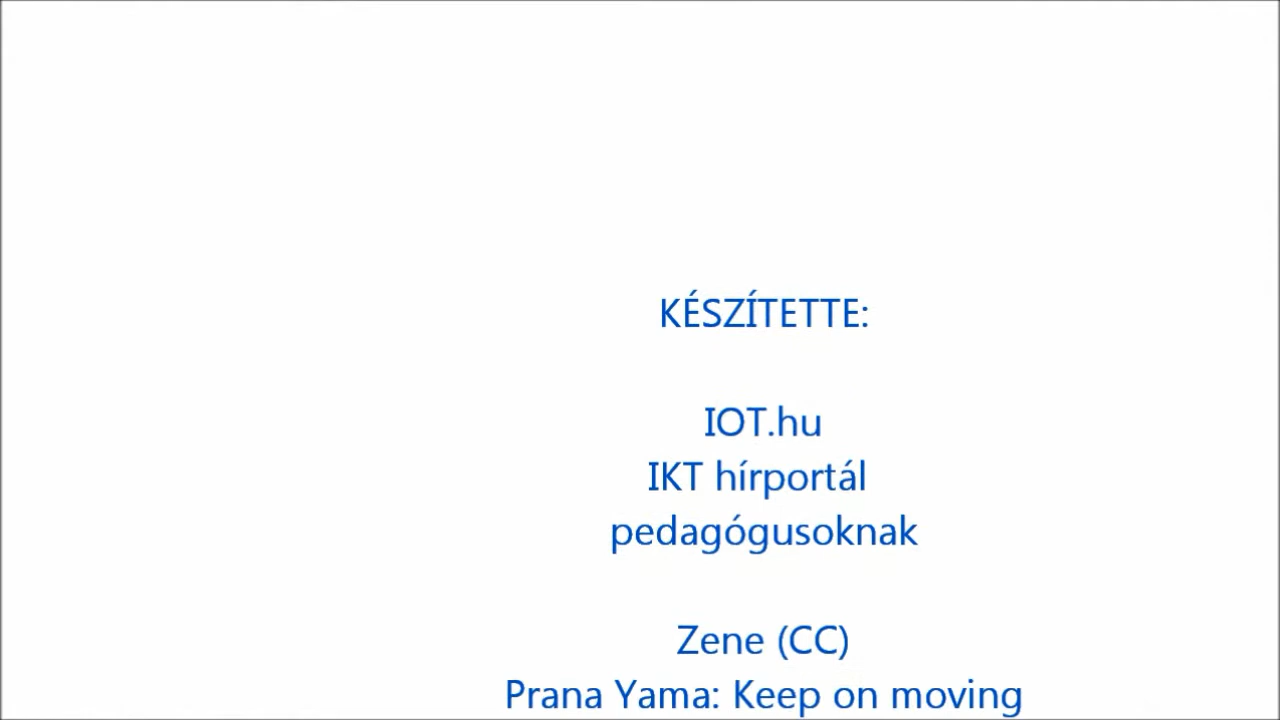 KÉSZÍTETTE:
IOT.hu
IKT hírportál
pedagógusoknak
Zene (CC)
Prana Yama: Keep on moving